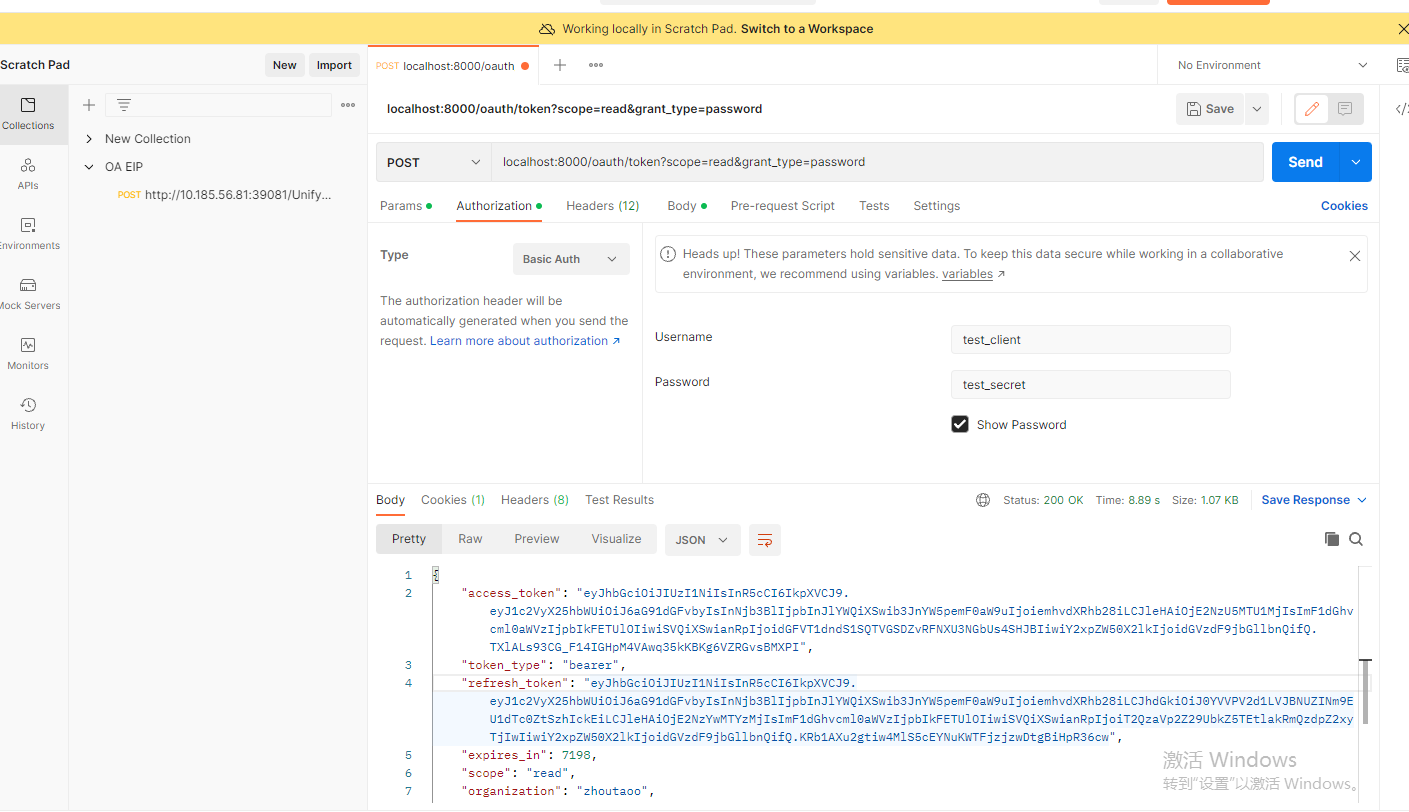 Working locally in Scratch Pad. Switch to a Workspace
Scratch Pad
New
Import
POST localhost:8000/oauth
No Environment
Collections
APIs
Environments
Mock Servers
Monitors
History
New Collection
OA EIP
POST http://10.185.56.81:39081/Unify...
localhost:8000/oauth/token?scope=read&grant_type=password
Save
POST
localhost:8000/oauth/token?scope=read&grant_type=password
Send
Params
Authorization
Headers (12)
Body
Pre-request Script
Tests
Settings
Cookies
Type
Basic Auth
The authorization header will be
automatically generated when you send the
request. Learn more about authorization ↗
Heads up! These parameters hold sensitive data. To keep this data secure while working in a collaborative
environment, we recommend using variables. variables ↗
Username
test_client
Password
test_secret
Show Password
Body
Cookies (1)
Headers (8)
Test Results
Status: 200 OK
Time: 8.89 s
Size: 1.07 KB
Save Response
Pretty
Raw
Preview
Visualize
JSON
1 {
2 "access_token": "eyJhbGciOiJIUzI1NiIsInR5cCI6IkpXVCJ9.
eyJ1c2VyX25hbWUiOiJ6aG91dGFvbyIsInNjb3BlIjpbInJlYWQiXSwib3JnYW5pemF0aW9uIjoiemhvdXRhb28iLCJleHAiOjE2NzU5MTU1MjIsImF1dGhv
cml0aWVzIjpbIkFETUlOIiwiSVQiXSwianRpIjoidGFVT1dndS1SQTVGSDZvRFNXU3NGbUs4SHJBIiwiY2xpZW50X2lkIjoidGVzdF9jbGllbnQifQ.
TXlALs93CG_F14IGHpM4VAwq35kKBKg6VZRGvsBMXPI",
3 "token_type": "bearer",
4 "refresh_token": "eyJhbGciOiJIUzI1NiIsInR5cCI6IkpXVCJ9.
eyJ1c2VyX25hbWUiOiJ6aG91dGFvbyIsInNjb3BlIjpbInJlYWQiXSwib3JnYW5pemF0aW9uIjoiemhvdXRhb28iLCJhdGkiOiJ0YVVPV2d1LVJBNUZINm9E
U1dTc0ZtSzhIckEiLCJleHAiOjE2NzYwMTYzMjIsImF1dGhvcml0aWVzIjpbIkFETUlOIiwiSVQiXSwianRpIjoiT2QzaVp2Z29UbkZ5TEtlakRmQzdpZ2xy
TjIwIiwiY2xpZW50X2lkIjoidGVzdF9jbGllbnQifQ.KRb1AXu2gtiw4MlS5cEYNuKWTFjzjzwDtgBiHpR36cw",
5 "expires_in": 7198,
6 "scope": "read",
7 "organization": "zhoutaoo",
激活 Windows
转到"设置"以激活 Windows。